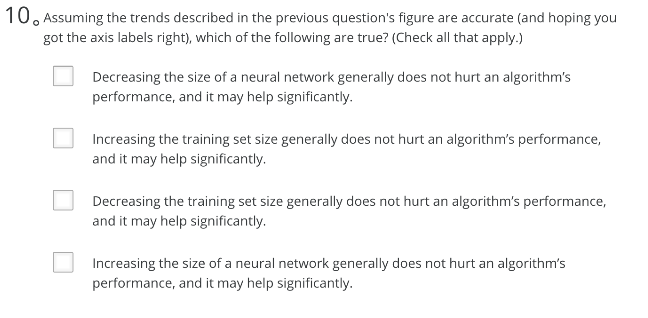 10. Assuming the trends described in the previous question's figure are accurate (and hoping you
got the axis labels right), which of the following are true? (Check all that apply.)
Decreasing the size of a neural network generally does not hurt an algorithm's
performance, and it may help significantly.
Increasing the training set size generally does not hurt an algorithm's performance,
and it may help significantly.
Decreasing the training set size generally does not hurt an algorithm's performance,
and it may help significantly.
Increasing the size of a neural network generally does not hurt an algorithm's
performance, and it may help significantly.